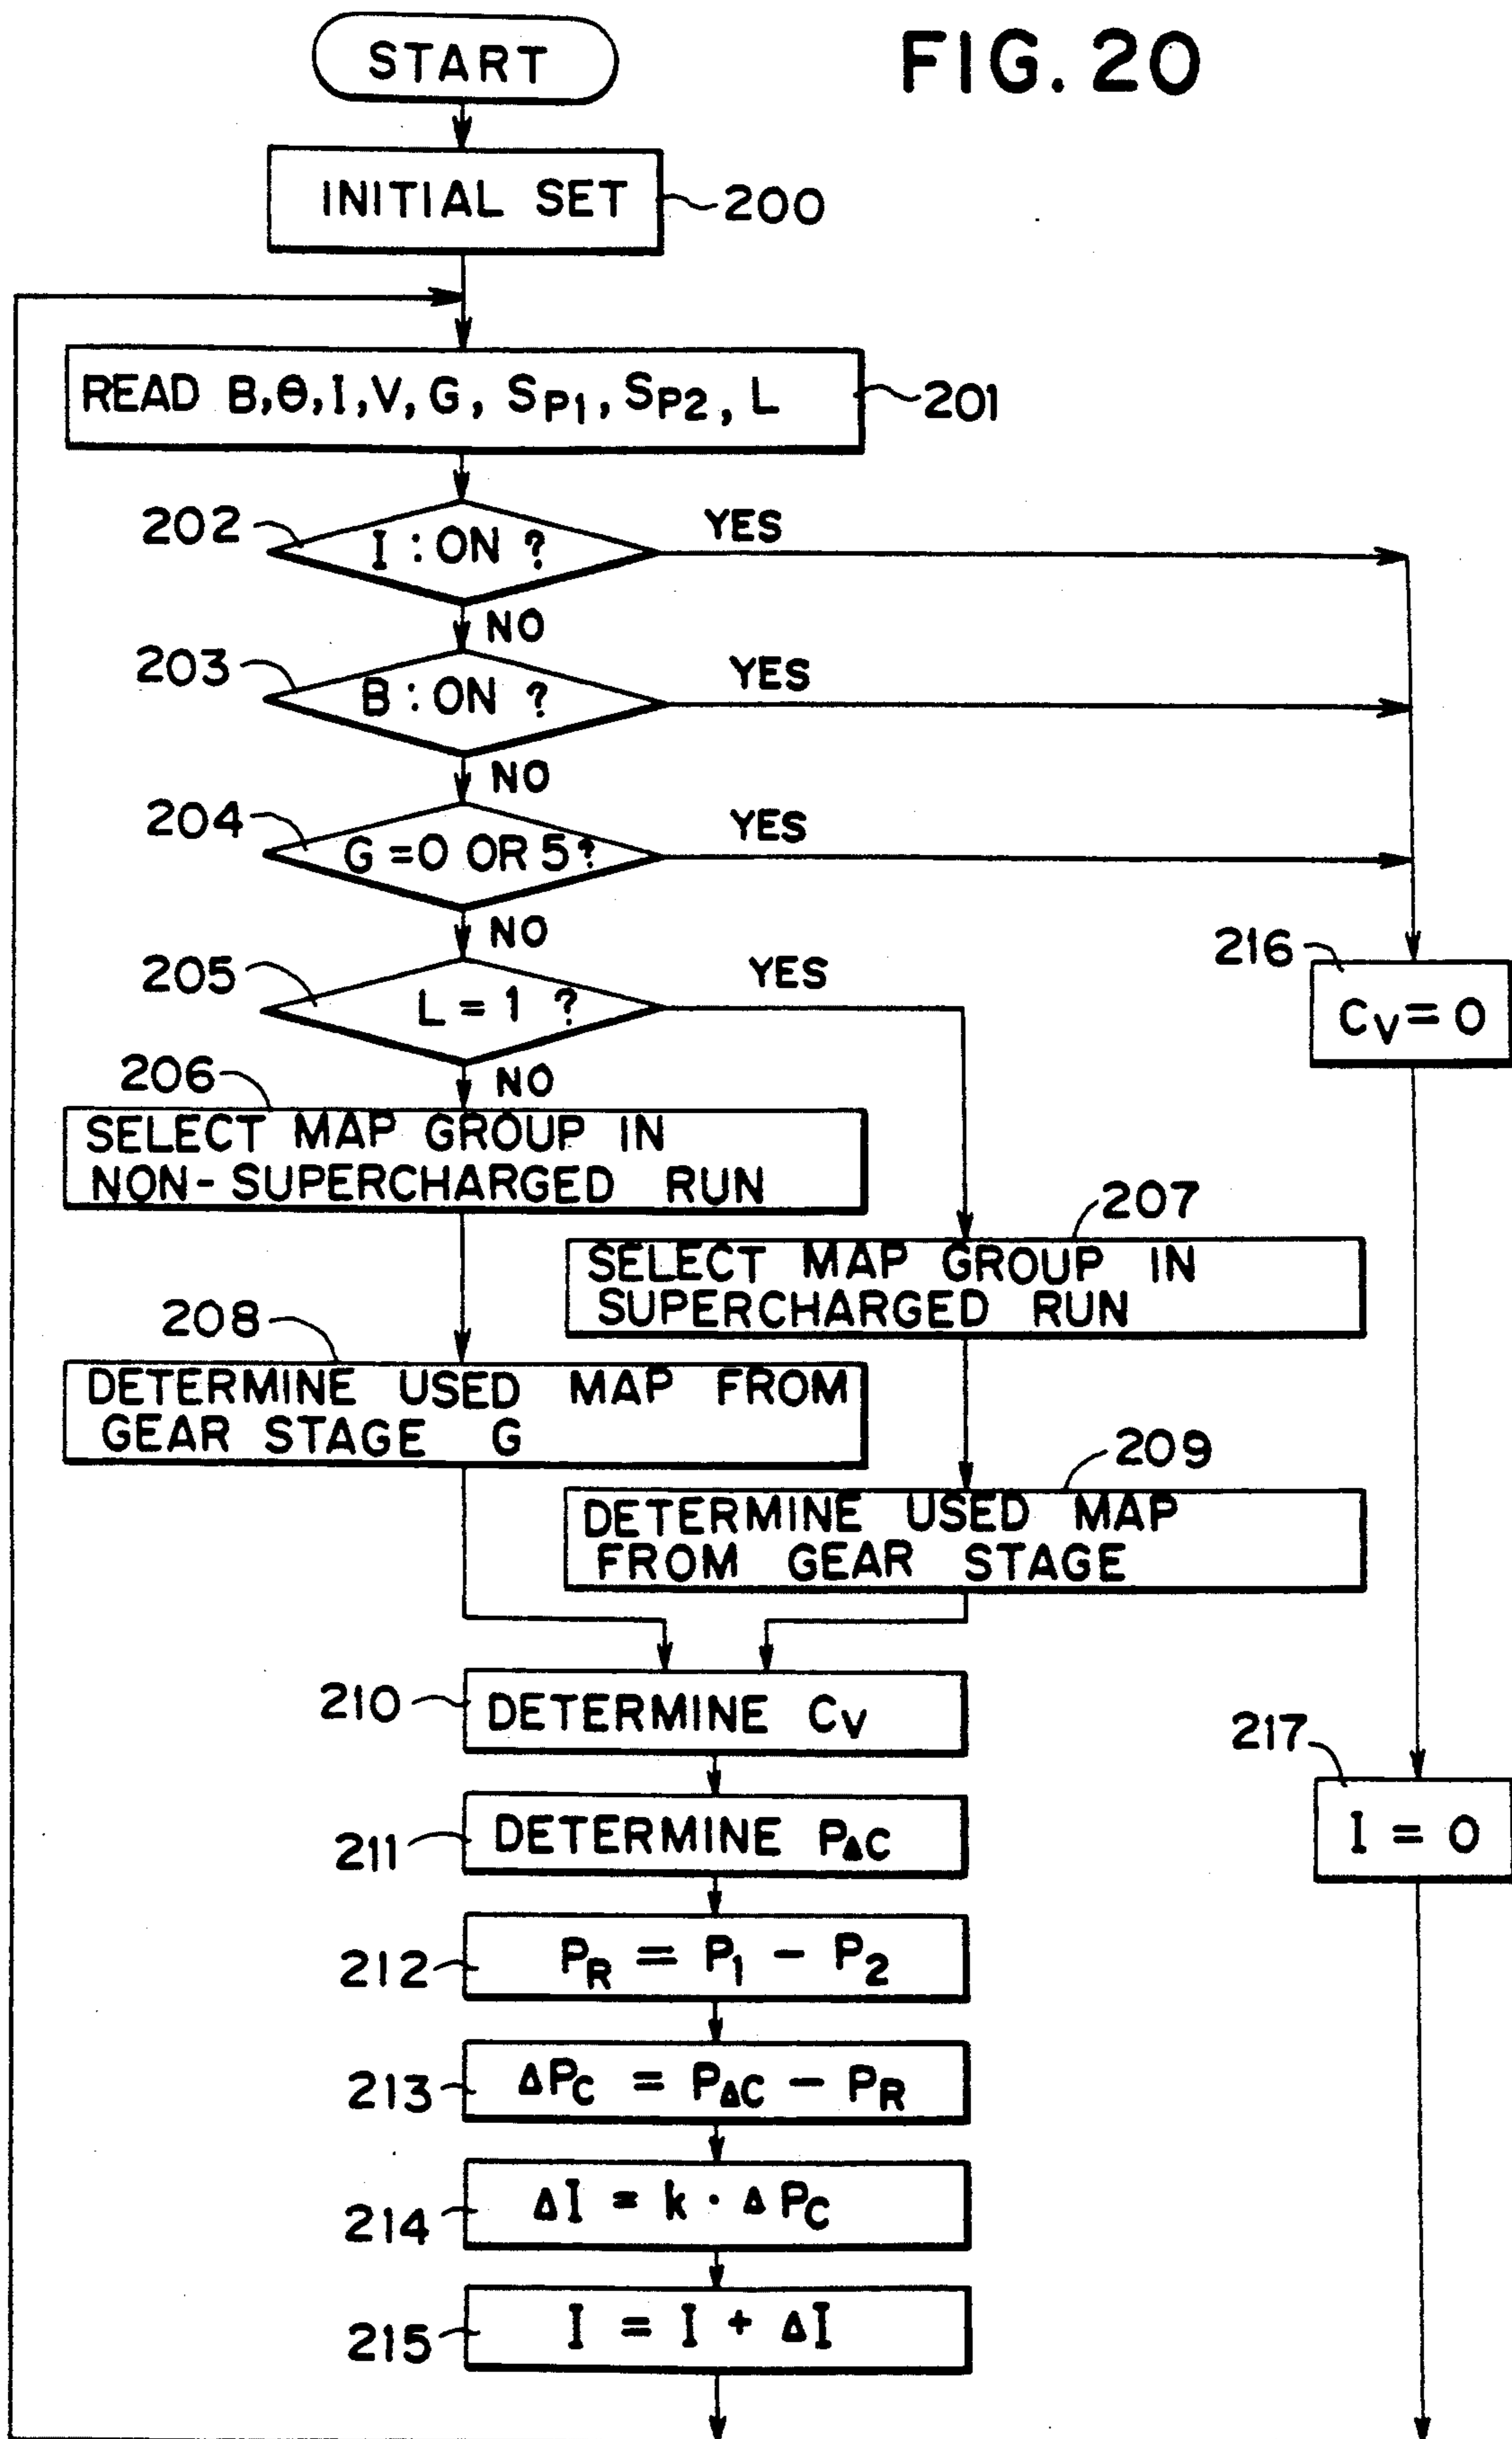 FIG. 20
START
INITIAL SET
200
READ B, θ, I, V, G, SP1, SP2, L
201
202
I : ON ?
YES
NO
203
B : ON ?
YES
NO
204
G = 0 OR 5?
YES
NO
205
L = 1 ?
YES
NO
216
CV = 0
206
SELECT MAP GROUP IN
NON-SUPERCHARGED RUN
207
SELECT MAP GROUP IN
SUPERCHARGED RUN
208
DETERMINE USED MAP FROM
GEAR STAGE G
209
DETERMINE USED MAP
FROM GEAR STAGE
210
DETERMINE CV
217
I = 0
211
DETERMINE PΔC
212
PR = P1 - P2
213
ΔPC = PΔC - PR
214
ΔI = k · ΔPC
215
I = I + ΔI